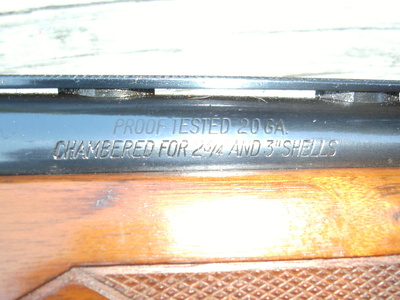 PROOF TESTED 20 GA.
CHAMBERED FOR 2 3/4 AND 3" SHELLS